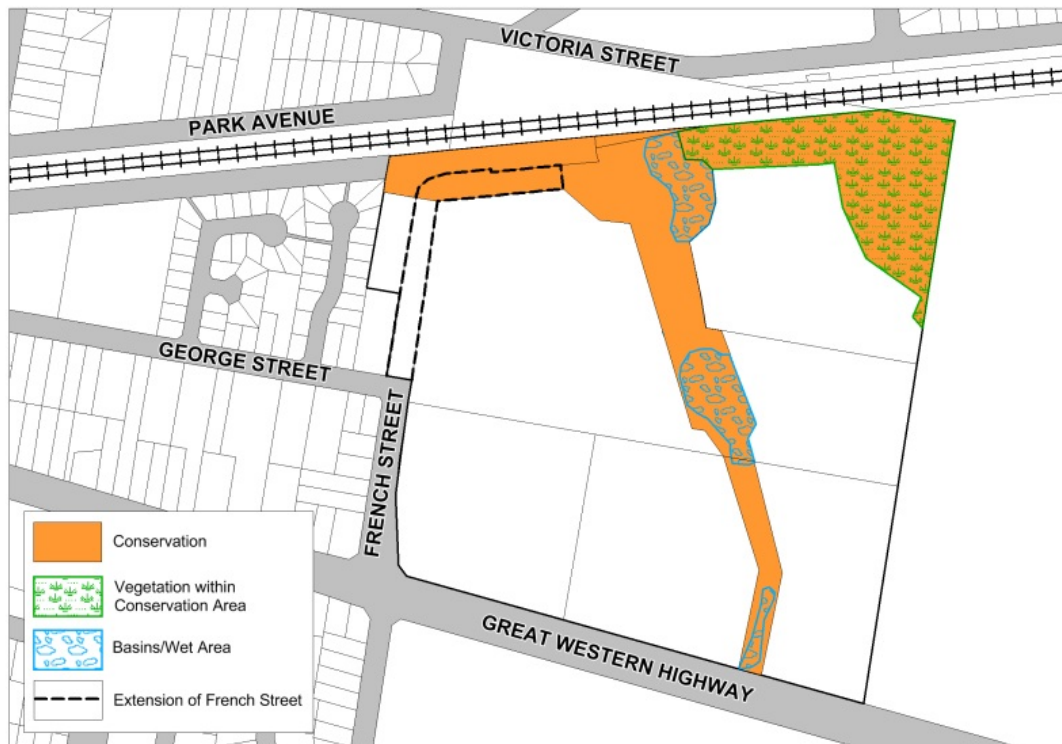 VICTORIA STREET
PARK AVENUE
GEORGE STREET
FRENCH STREET
GREAT WESTERN HIGHWAY
Conservation
Vegetation within
Conservation Area
Basins/Wet Area
Extension of French Street